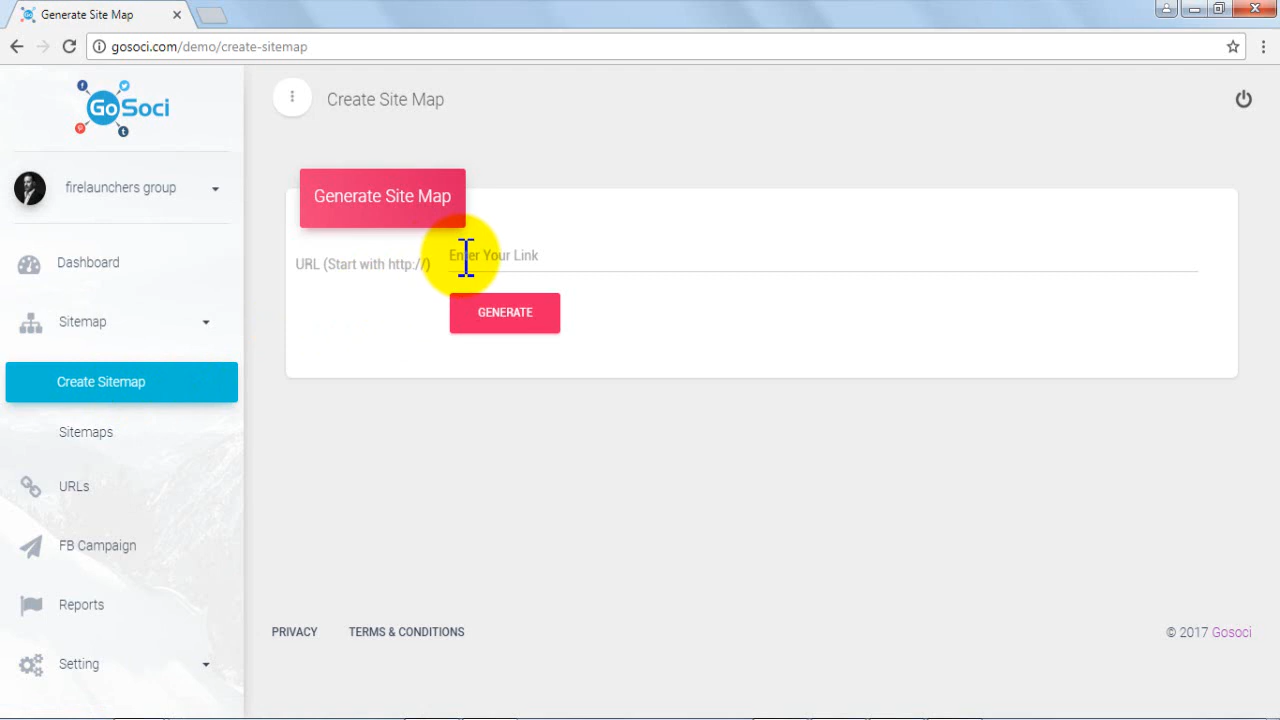 Generate Site Map
gosoci.com/demo/create-sitemap
GoSoci
Create Site Map
firelaunchers group
Generate Site Map
URL (Start with http://)
Enter Your Link
GENERATE
Dashboard
Sitemap
Create Sitemap
Sitemaps
URLs
FB Campaign
Reports
Setting
PRIVACY
TERMS & CONDITIONS
© 2017 Gosoci